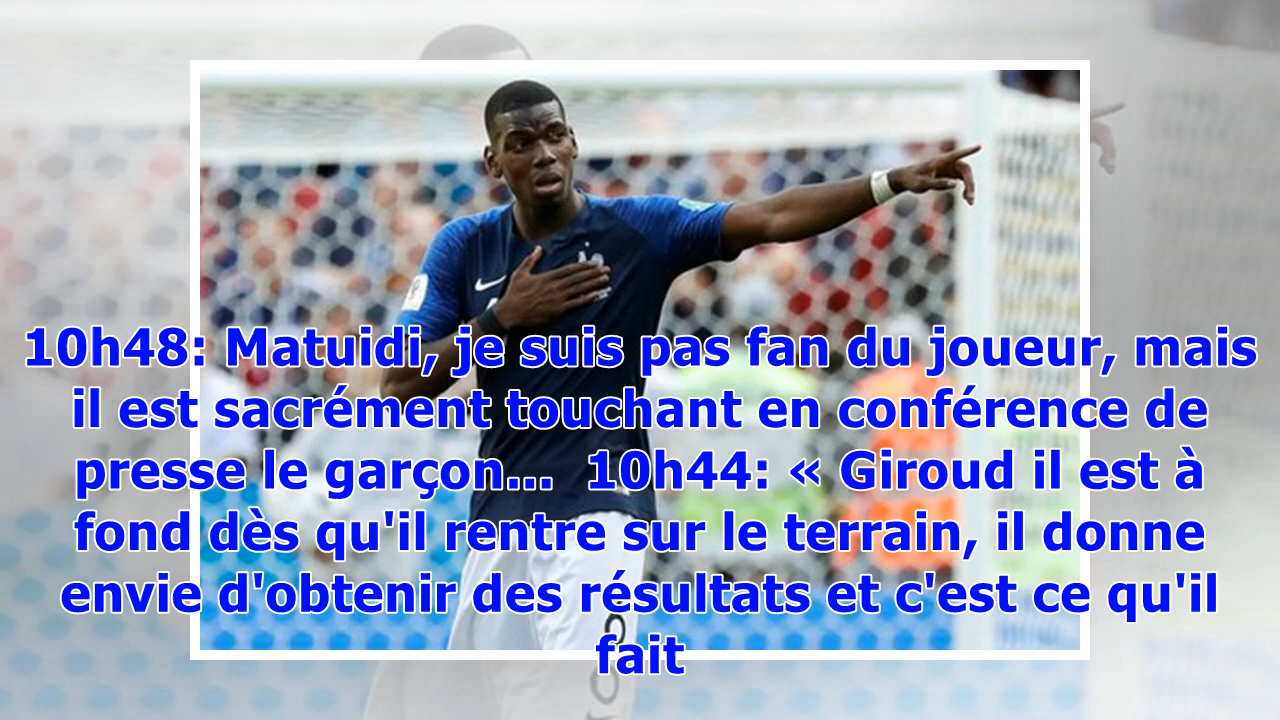 10h48: Matuidi, je suis pas fan du joueur, mais
il est sacrément touchant en conférence de
presse le garçon...  10h44: « Giroud il est à
fond dès qu'il rentre sur le terrain, il donne
envie d'obtenir des résultats et c'est ce qu'il
fait